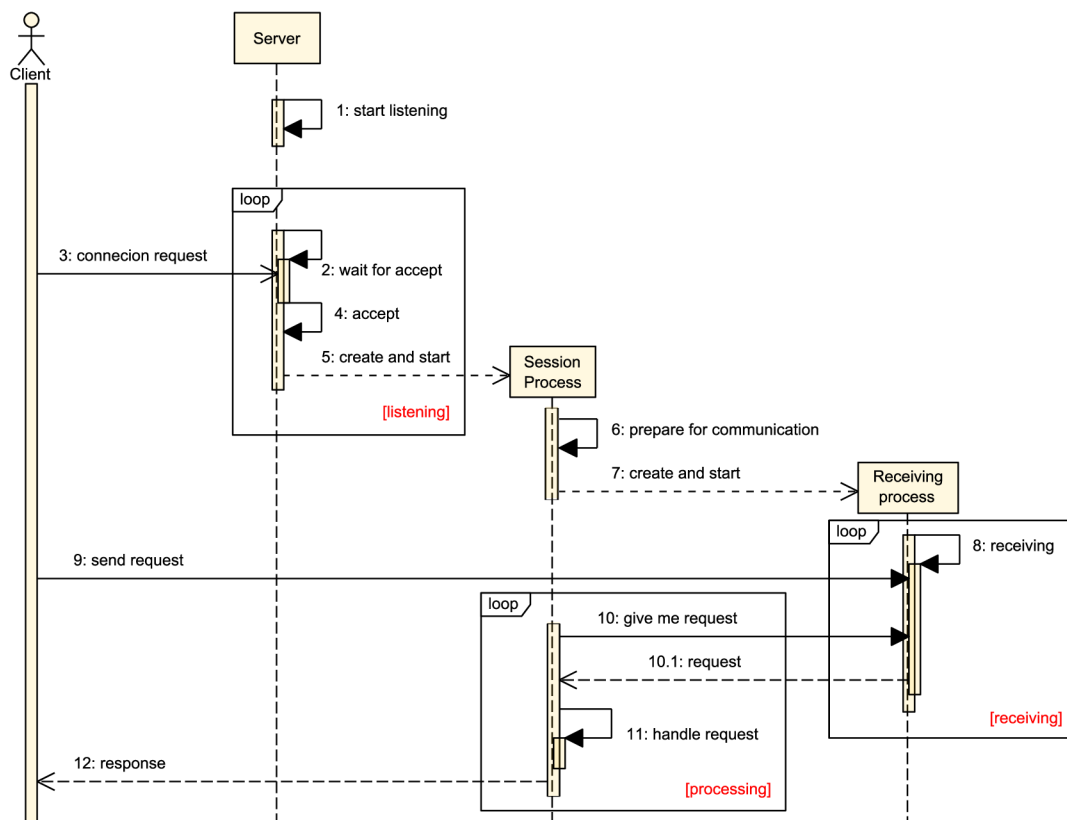 Client
Server
1: start listening
loop
3: connecion request
2: wait for accept
4: accept
5: create and start
Session
Process
[listening]
6: prepare for communication
7: create and start
Receiving
process
loop
8: receiving
9: send request
loop
10: give me request
10.1: request
[receiving]
11: handle request
12: response
[processing]